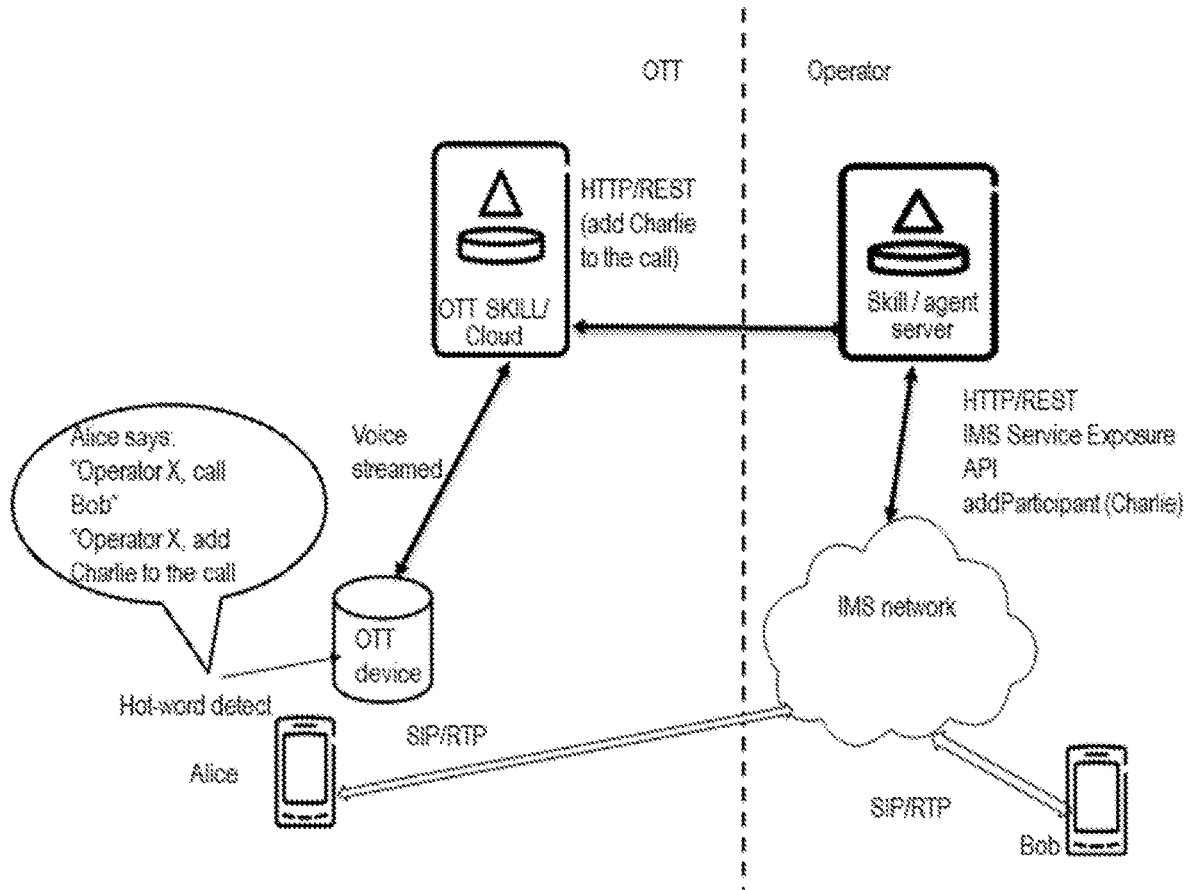 OTT
Operator
HTTP/REST
(add Charlie
to the call)
OTT SKILL/
Cloud
Skill / agent
server
HTTP/REST
IMS Service Exposure
API
addParticipant (Charlie)
Voice
streamed
Alice says:
"Operator X, call
Bob"
"Operator X, add
Charlie to the call
OTT
device
IMS network
Hot-word detect
SIP/RTP
Alice
SIP/RTP
Bob